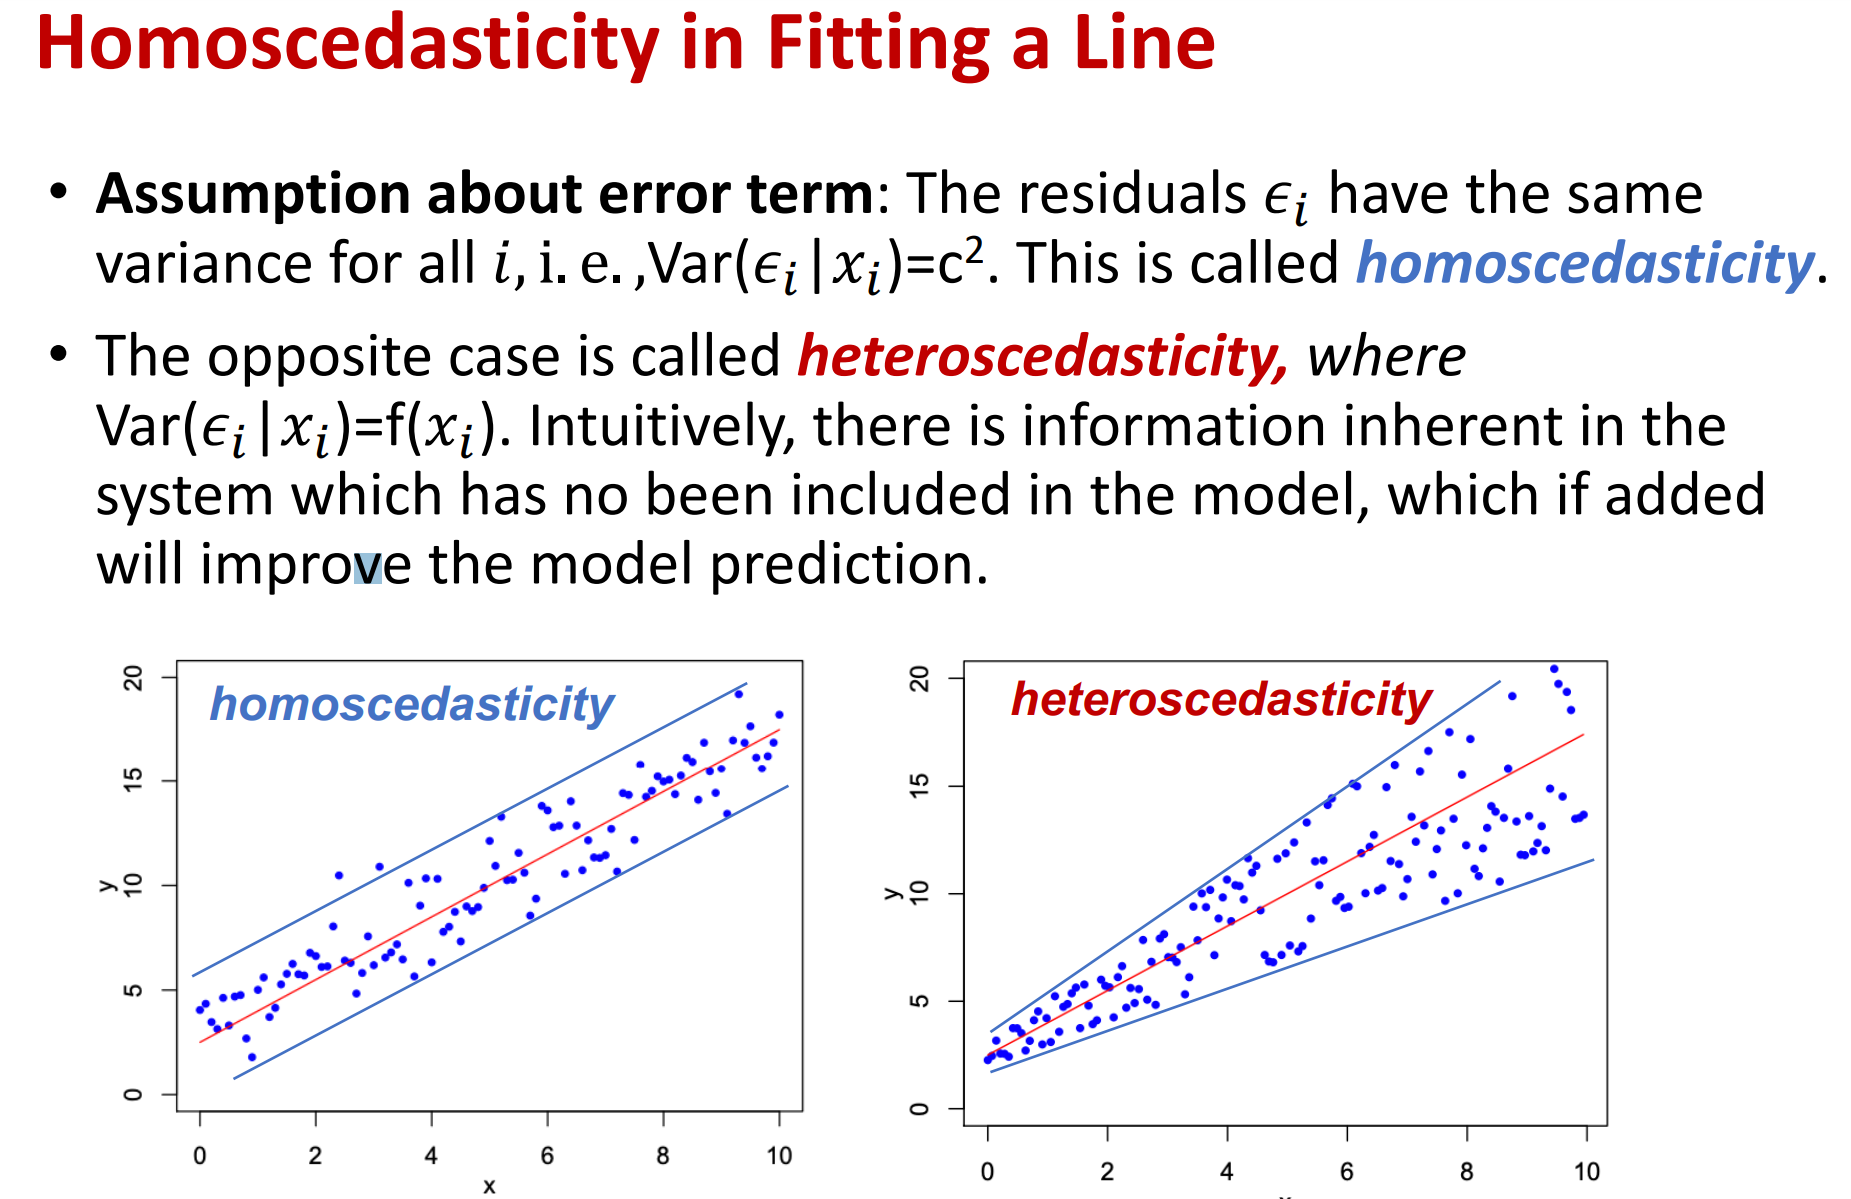 Homoscedasticity in Fitting a Line
• Assumption about error term: The residuals ϵᵢ have the same
variance for all i, i. e. ,Var(ϵᵢ|xᵢ)=c². This is called homoscedasticity.
• The opposite case is called heteroscedasticity, where
Var(ϵᵢ|xᵢ)=f(xᵢ). Intuitively, there is information inherent in the
system which has no been included in the model, which if added
will improve the model prediction.
homoscedasticity
20
15
10
5
0
y
0 2 4 6 8 10
x
heteroscedasticity
20
15
10
5
0
y
0 2 4 6 8 10